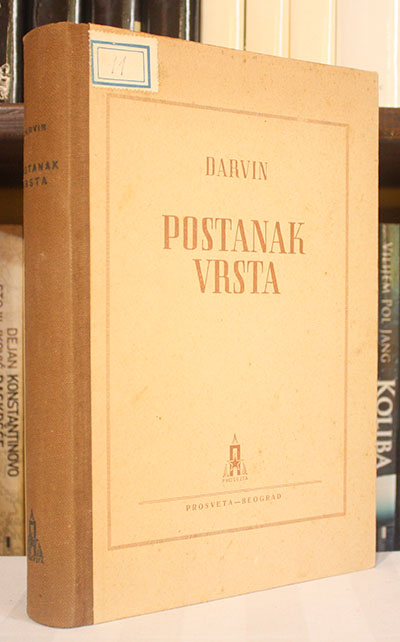 11
DARVIN
POSTANAK
VRSTA
PROSVETA—BEOGRAD
DARVIN
POSTANAK
VRSTA
DEJAN KONSTANTINOVO
VILIJEM POL JANG
KOLIBA